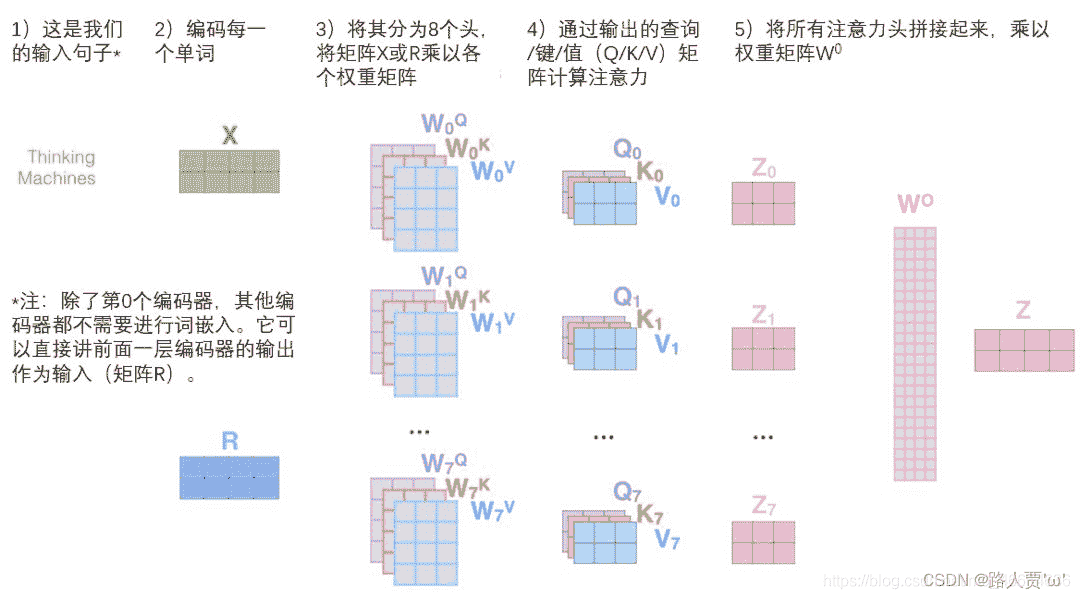 1）这是我们
的输入句子*
2）编码每一
个单词
3）将其分为8个头，
将矩阵X或R乘以各
个权重矩阵
4）通过输出的查询
/键/值（Q/K/V）矩
阵计算注意力
5）将所有注意力头拼接起来，乘以
权重矩阵W⁰
Thinking
Machines
X
W₀Q
W₀K
W₀V
Q₀
K₀
V₀
Z₀
Wᴼ
*注：除了第0个编码器，其他编
码器都不需要进行词嵌入。它可
以直接讲前面一层编码器的输出
作为输入（矩阵R）。
W₁Q
W₁K
W₁V
Q₁
K₁
V₁
Z₁
Z
...
...
...
R
W₇Q
W₇K
W₇V
Q₇
K₇
V₇
Z₇
https://blog.cs
CSDN @路人贾'ω'